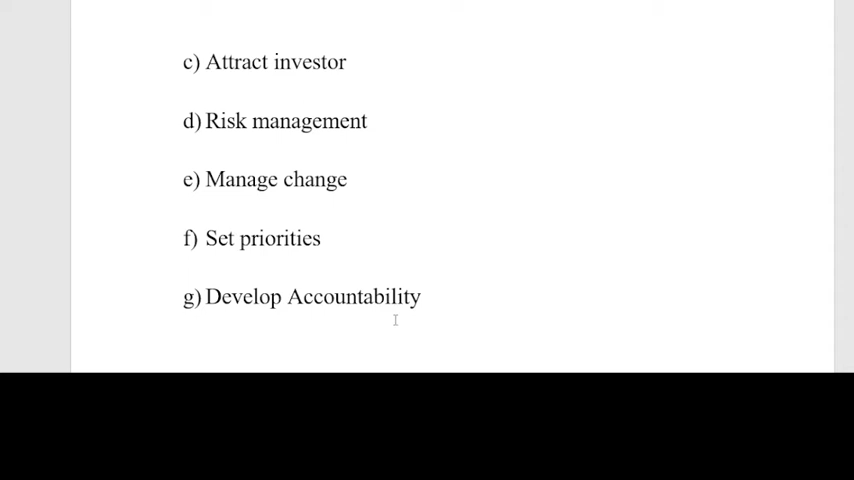 c) Attract investor
d) Risk management
e) Manage change
f) Set priorities
g) Develop Accountability